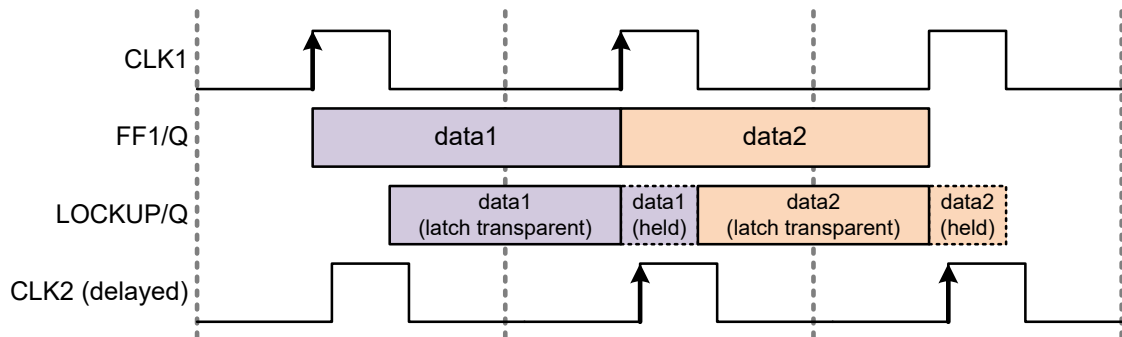 CLK1
FF1/Q
data1
data2
LOCKUP/Q
data1
(latch transparent)
data1
(held)
data2
(latch transparent)
data2
(held)
CLK2 (delayed)